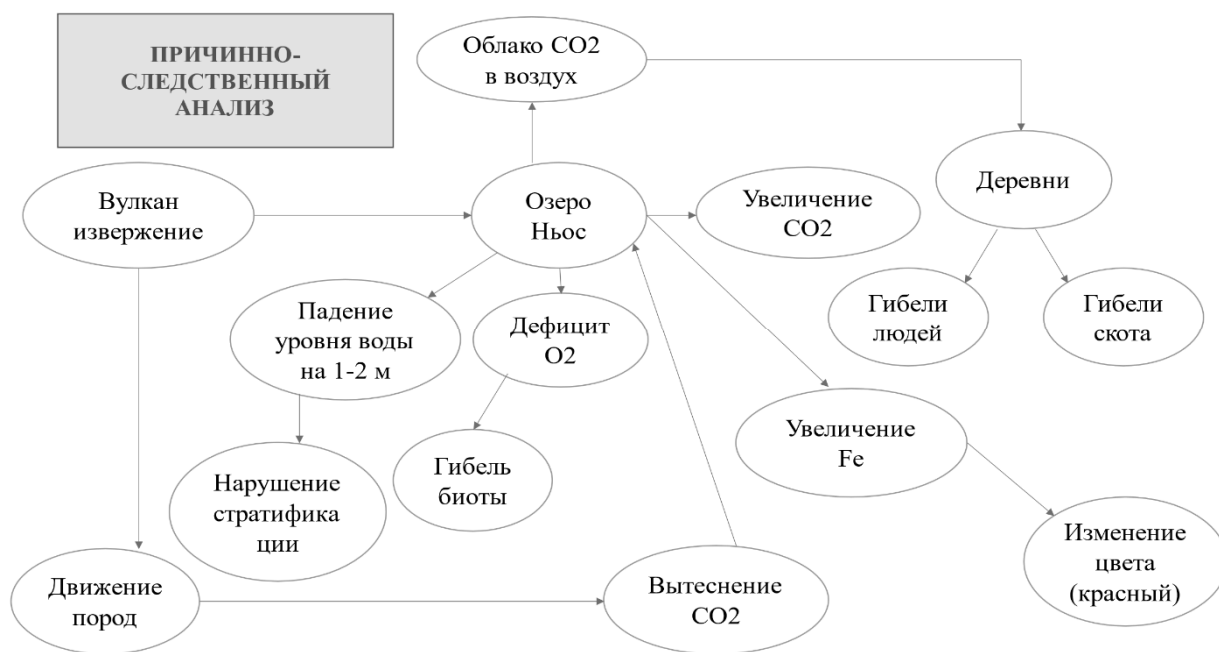 ПРИЧИННО-
СЛЕДСТВЕННЫЙ
АНАЛИЗ
Облако CO2
в воздух
Вулкан
извержение
Озеро
Ньос
Увеличение
CO2
Деревни
Падение
уровня воды
на 1-2 м
Дефицит
O2
Гибели
людей
Гибели
скота
Нарушение
стратифика
ции
Гибель
биоты
Увеличение
Fe
Движение
пород
Вытеснение
CO2
Изменение
цвета
(красный)